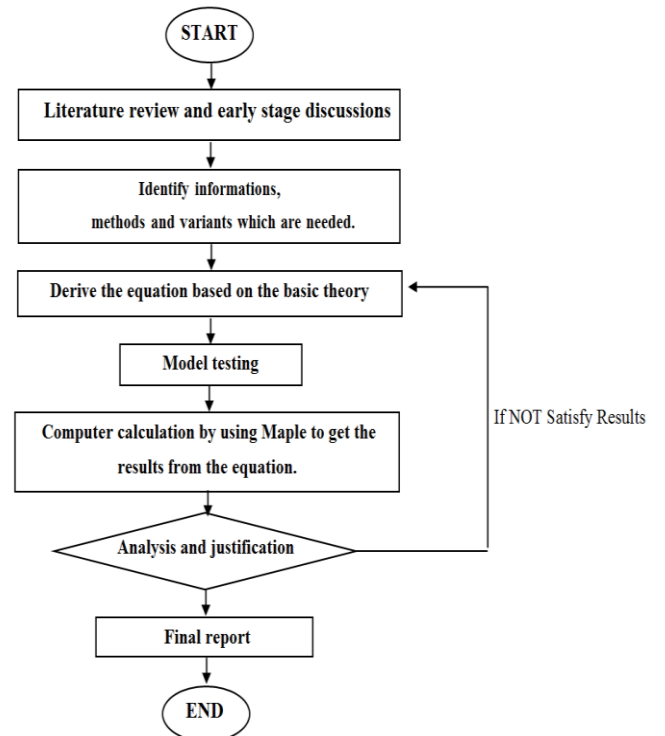 START
Literature review and early stage discussions
Identify informations,
methods and variants which are needed.
Derive the equation based on the basic theory
Model testing
Computer calculation by using Maple to get the
results from the equation.
If NOT Satisfy Results
Analysis and justification
Final report
END